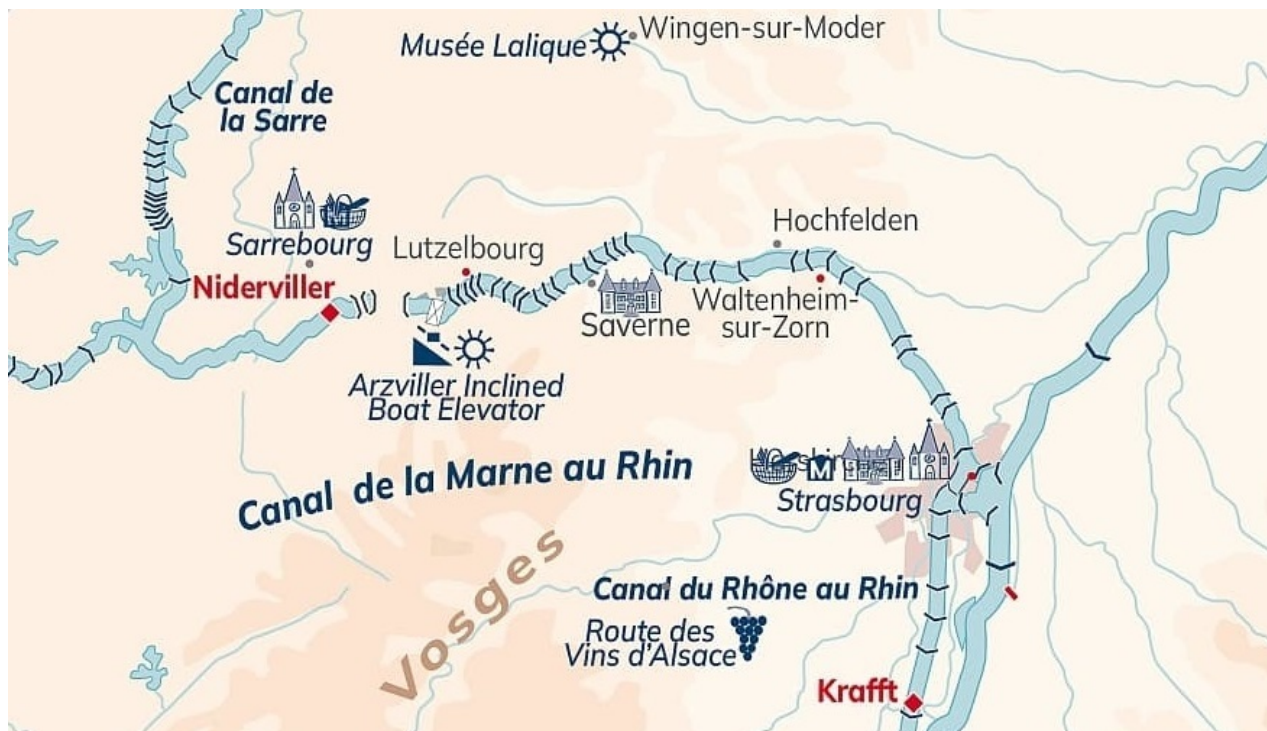 Wingen-sur-Moder
Musée Lalique
Canal de
la Sarre
Hochfelden
Sarrebourg
Lutzelbourg
Niderviller
Waltenheim-
sur-Zorn
Saverne
Arzviller Inclined
Boat Elevator
Canal de la Marne au Rhin
M
Strasbourg
Vosges
Canal du Rhône au Rhin
Route des
Vins d'Alsace
Krafft